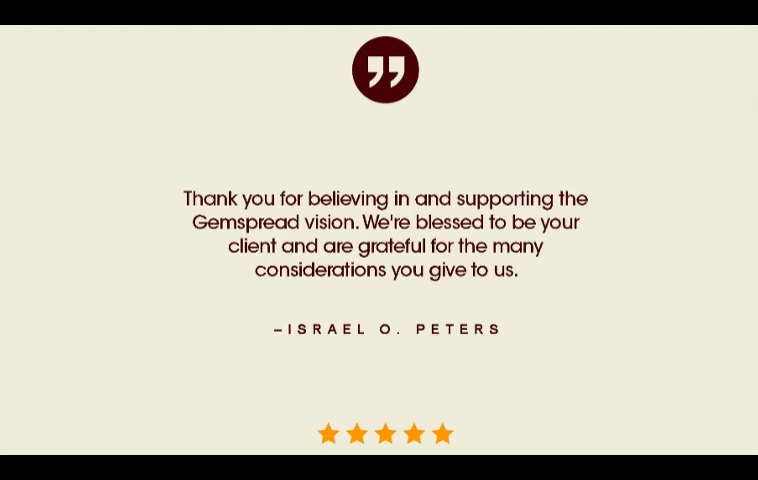 Thank you for believing in and supporting the
Gemspread vision. We're blessed to be your
client and are grateful for the many
considerations you give to us.
–ISRAEL O. PETERS